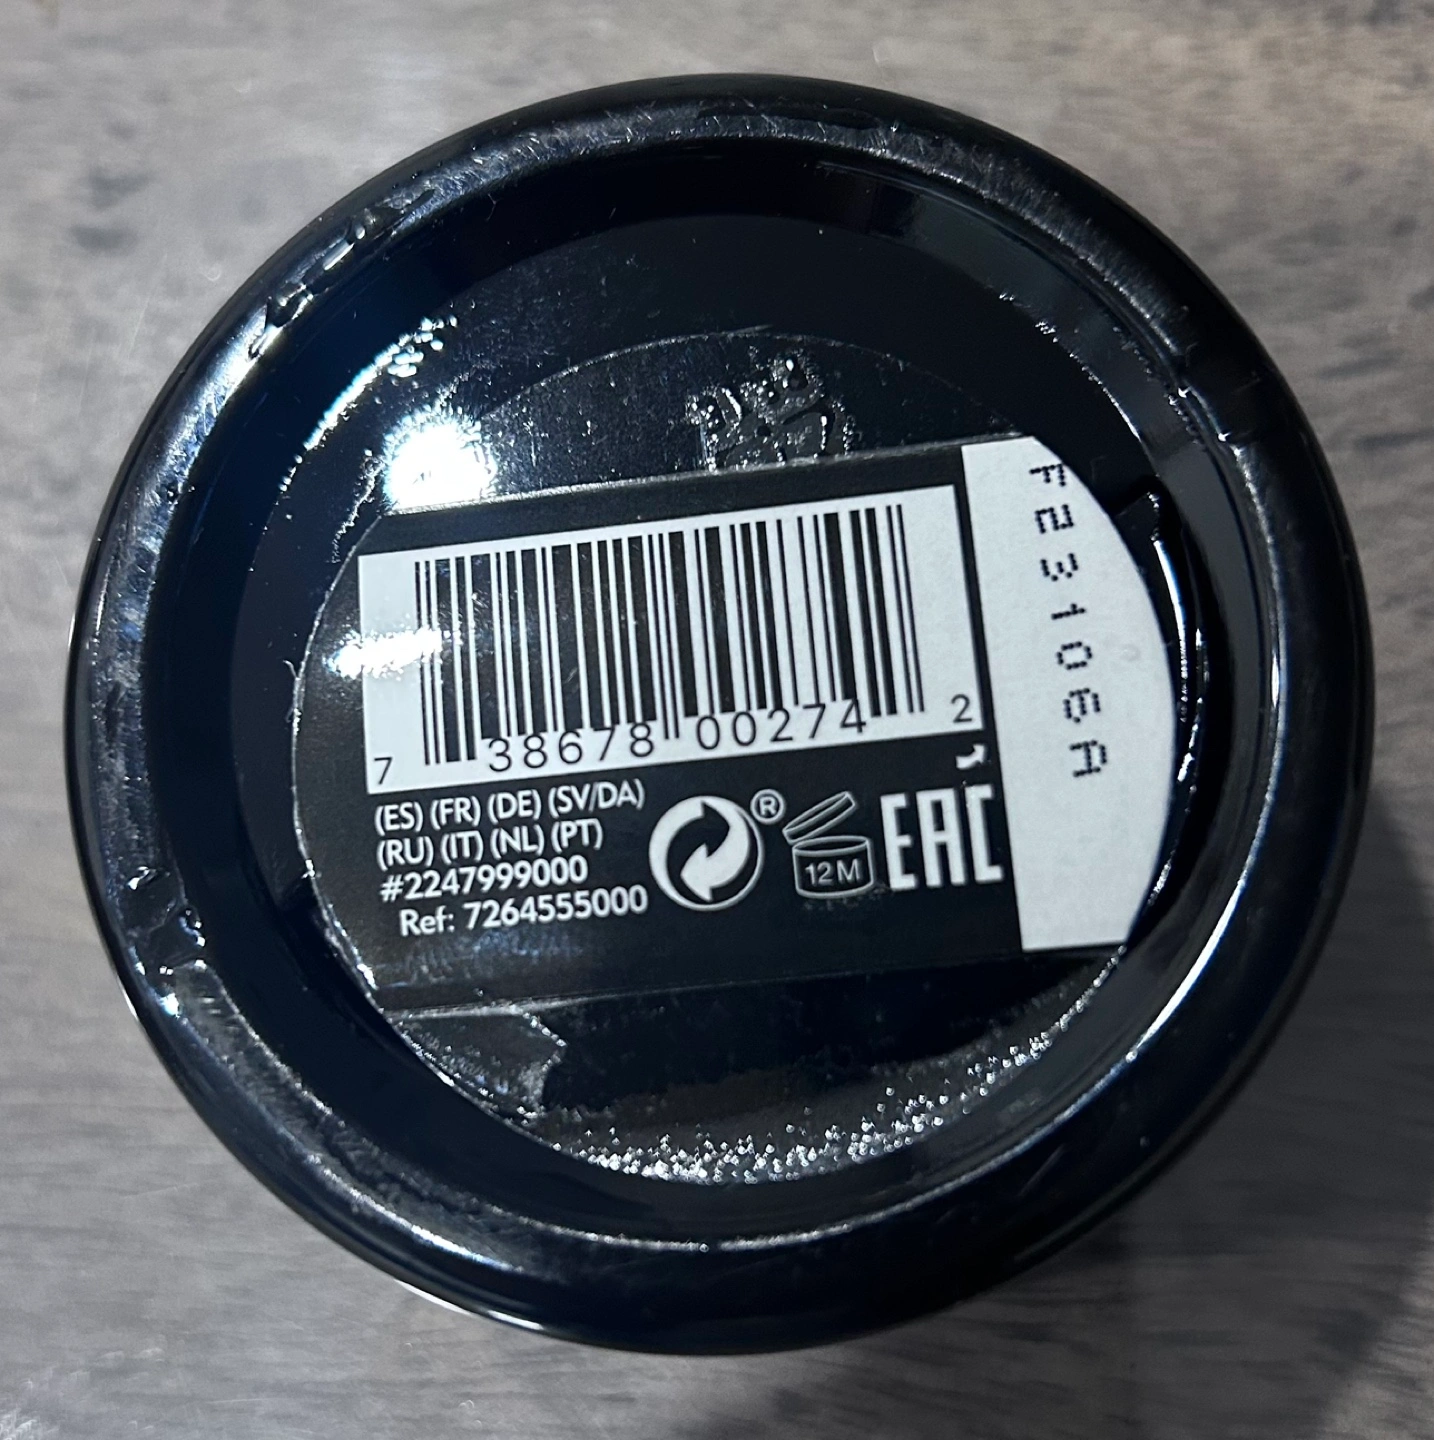 7 38678 00274 2
(ES) (FR) (DE) (SV/DA)
(RU) (IT) (NL) (PT)
#2247999000
Ref: 7264555000
®
12M
EAC
F23106A